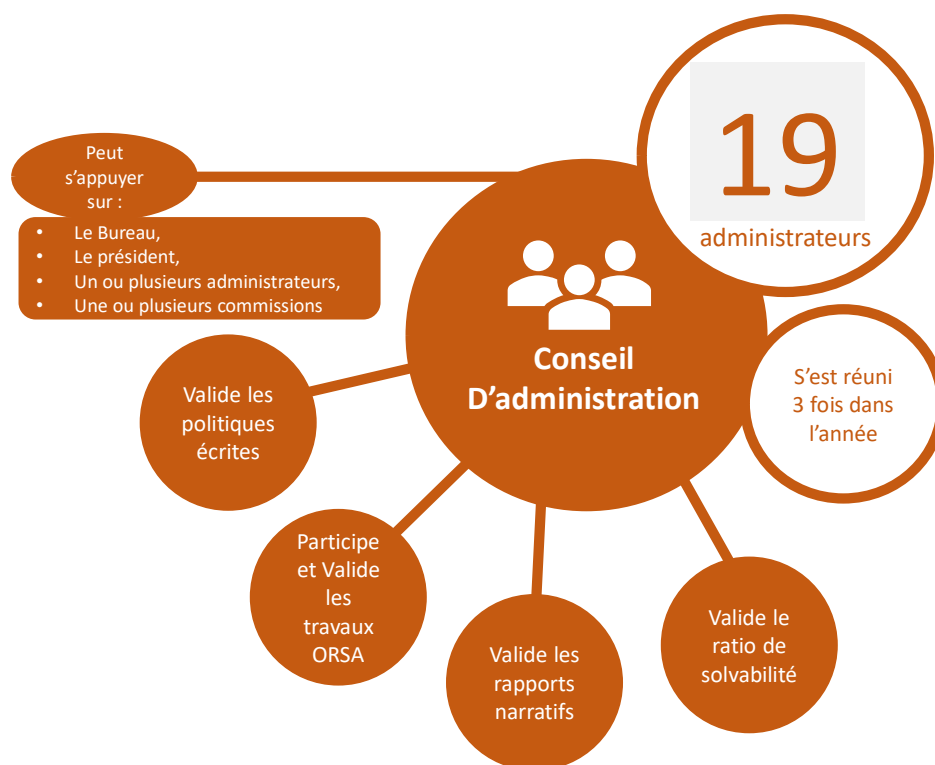 19
administrateurs
Peut
s'appuyer
sur :
• Le Bureau,
• Le président,
• Un ou plusieurs administrateurs,
• Une ou plusieurs commissions
Conseil
D'administration
S'est réuni
3 fois dans
l'année
Valide les
politiques
écrites
Participe
et Valide
les
travaux
ORSA
Valide les
rapports
narratifs
Valide le
ratio de
solvabilité